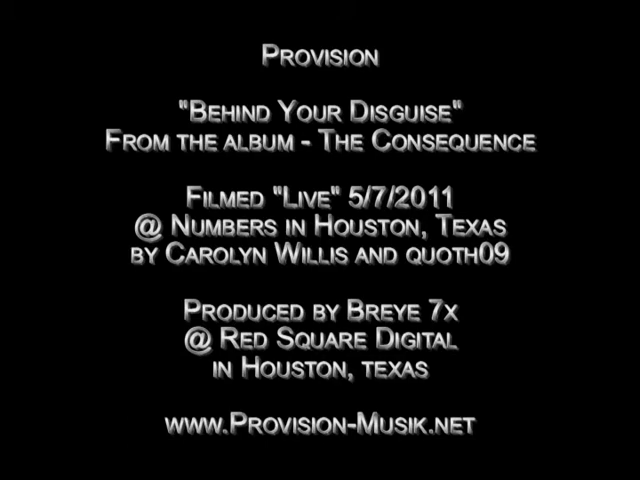 Provision
"Behind Your Disguise"
From the album - The Consequence
Filmed "Live" 5/7/2011
@ Numbers in Houston, Texas
by Carolyn Willis and quoth09
Produced by Breye 7x
@ Red Square Digital
in Houston, texas
www.Provision-Musik.net